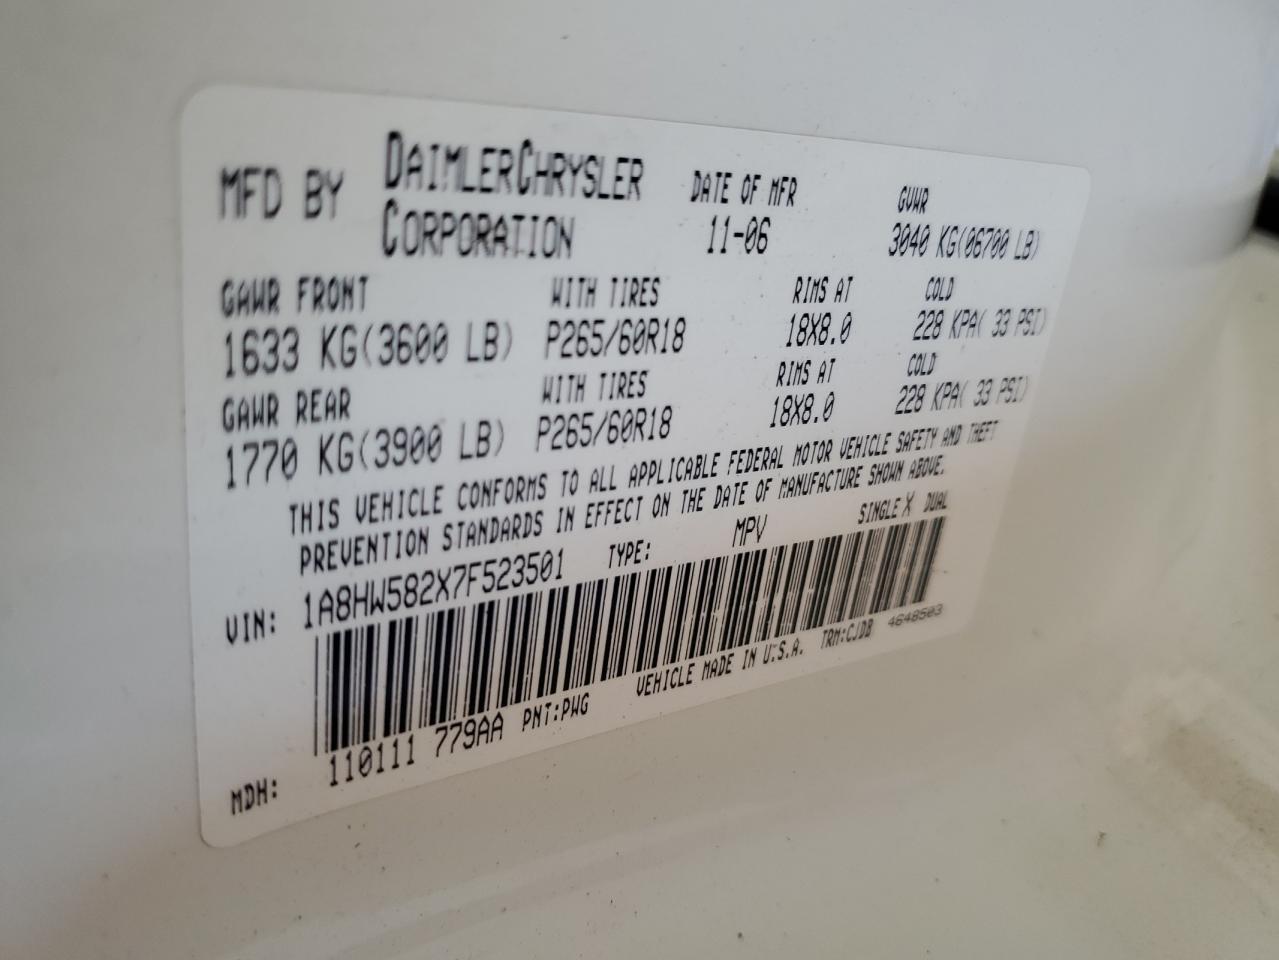 MFD BY DAIMLERCHRYSLER CORPORATION DATE OF MFR 11-06 GVWR 3040 KG(06700 LB)
GAWR FRONT WITH TIRES RIMS AT COLD
1633 KG(3600 LB) P265/60R18 18X8.0 228 KPA( 33 PSI)
GAWR REAR WITH TIRES RIMS AT COLD
1770 KG(3900 LB) P265/60R18 18X8.0 228 KPA( 33 PSI)
THIS VEHICLE CONFORMS TO ALL APPLICABLE FEDERAL MOTOR VEHICLE SAFETY AND THEFT
PREVENTION STANDARDS IN EFFECT ON THE DATE OF MANUFACTURE SHOWN ABOVE.
VIN: 1A8HW582X7F523501 TYPE: MPV SINGLE X DUAL
MDH: 110111 779AA PNT:PWG VEHICLE MADE IN U.S.A. TRM:CJDB 4648503